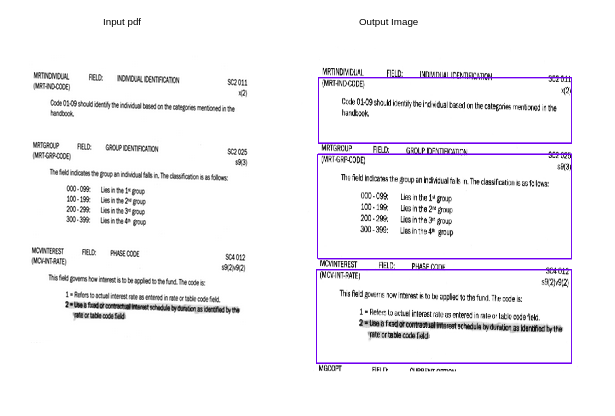 Input pdf
Output Image
MRTINDIVIDUAL FIELD: INDIVIDUAL IDENTIFICATION SC2 011
(MRT-IND-CODE) x(2)
Code 01-09 should identify the individual based on the categories mentioned in the
handbook.
MRTGROUP FIELD: GROUP IDENTIFICATION SC2 025
(MRT-GRP-CODE) s9(3)
The field indicates the group an individual falls in. The classification is as follows:
000 - 099: Lies in the 1st group
100 - 199: Lies in the 2nd group
200 - 299: Lies in the 3rd group
300 - 399: Lies in the 4th group
MCVINTEREST FIELD: PHASE CODE SC4 012
(MCV-INT-RATE) s9(2)v9(2)
This field governs how interest is to be applied to the fund. The code is:
1 = Refers to actual interest rate as entered in rate or table code field.
2 = Use a fixed or contractual interest schedule by duration as identified by the
rate or table code field
MRTINDIVIDUAL FIELD: INDIVIDUAL IDENTIFICATION SC2 011
(MRT-IND-CODE) x(2)
Code 01-09 should identify the individual based on the categories mentioned in the
handbook.
MRTGROUP FIELD: GROUP IDENTIFICATION SC2 025
(MRT-GRP-CODE) s9(3)
The field indicates the group an individual falls in. The classification is as follows:
000 - 099: Lies in the 1st group
100 - 199: Lies in the 2nd group
200 - 299: Lies in the 3rd group
300 - 399: Lies in the 4th group
MCVINTEREST FIELD: PHASE CODE SC4 012
(MCV-INT-RATE) s9(2)v9(2)
This field governs how interest is to be applied to the fund. The code is:
1 = Refers to actual interest rate as entered in rate or table code field.
2 = Use a fixed or contractual interest schedule by duration as identified by the
rate or table code field
FIELD: